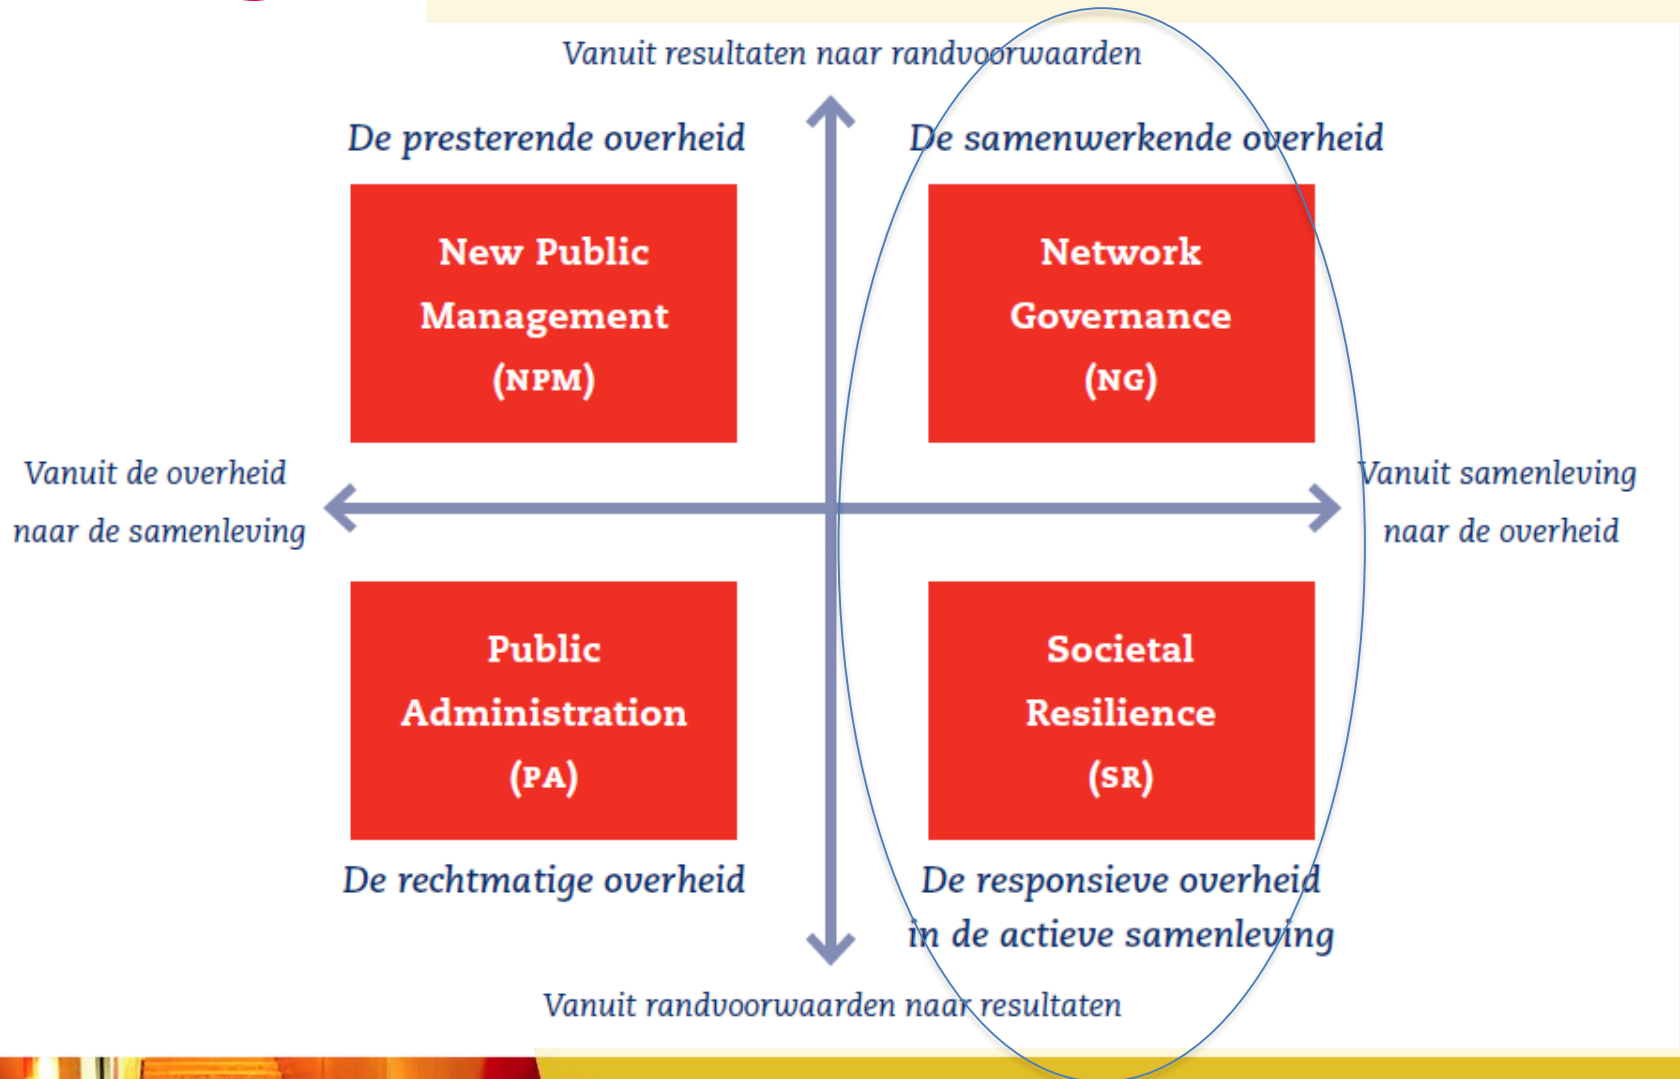 Vanuit resultaten naar randvoorwaarden
De presterende overheid
De samenwerkende overheid
New Public
Management
(NPM)
Network
Governance
(NG)
Vanuit de overheid
naar de samenleving
Vanuit samenleving
naar de overheid
Public
Administration
(PA)
Societal
Resilience
(SR)
De rechtmatige overheid
De responsieve overheid
in de actieve samenleving
Vanuit randvoorwaarden naar resultaten